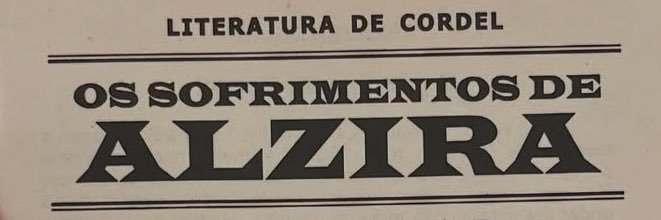 LITERATURA DE CORDEL
OS SOFRIMENTOS DE
ALZIRA